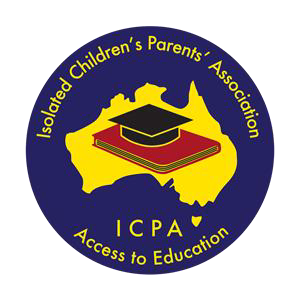 Isolated Children's Parents' Association
ICPA
Access to Education